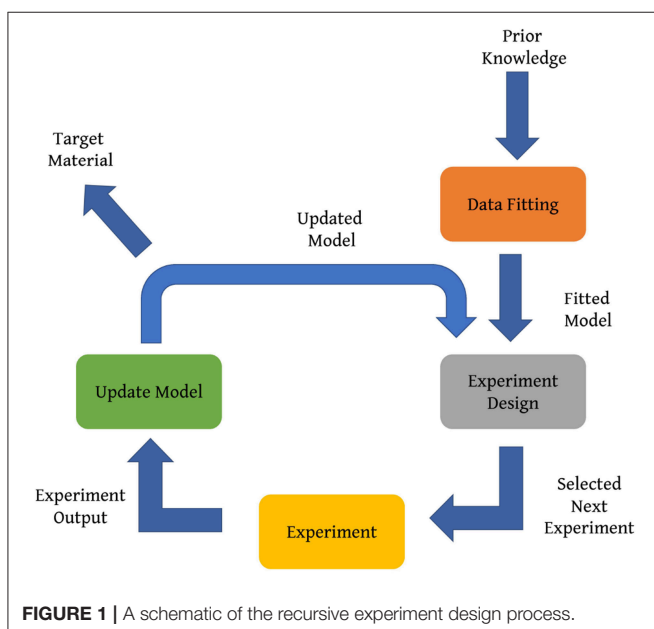 Prior
Knowledge
Target
Material
Data Fitting
Updated
Model
Fitted
Model
Update Model
Experiment
Design
Experiment
Output
Experiment
Selected
Next
Experiment
FIGURE 1 | A schematic of the recursive experiment design process.